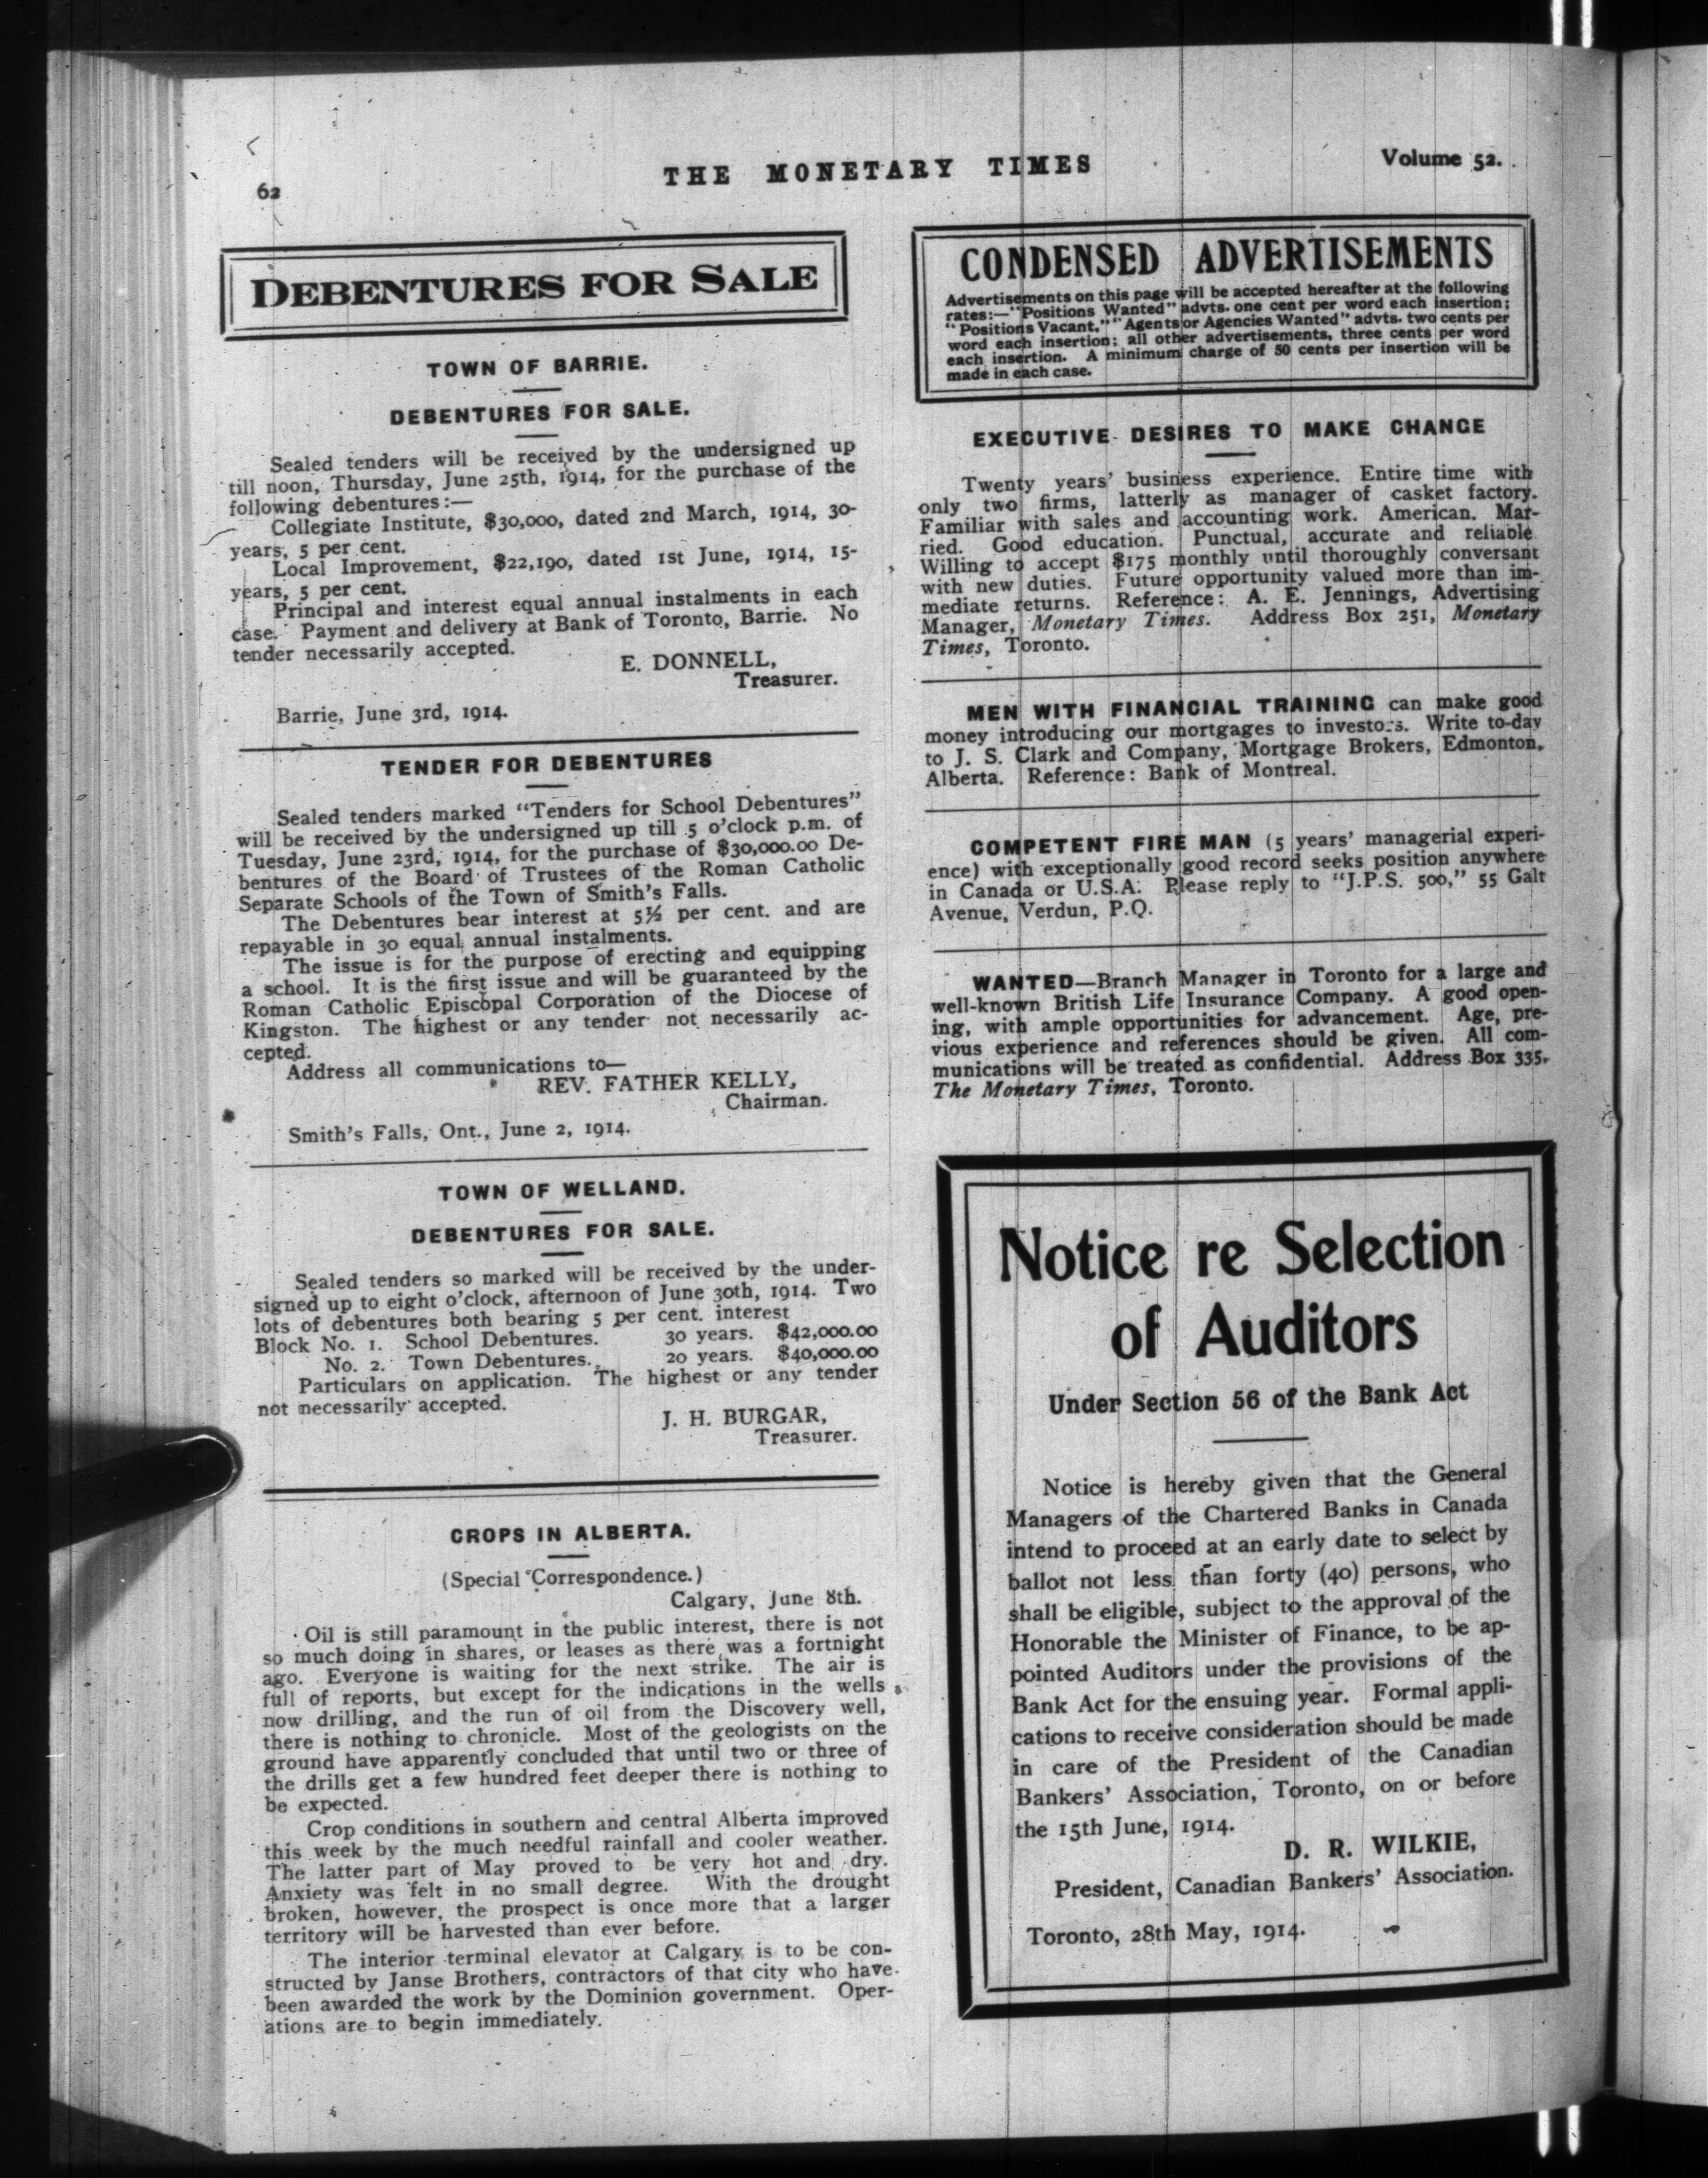 62
THE MONETARY TIMES
Volume 52.
DEBENTURES FOR SALE
TOWN OF BARRIE.
DEBENTURES FOR SALE.
Sealed tenders will be received by the undersigned up
till noon, Thursday, June 25th, 1914, for the purchase of the
following debentures:—
Collegiate Institute, $30,000, dated 2nd March, 1914, 30-
years, 5 per cent.
Local Improvement, $22,190, dated 1st June, 1914, 15-
years, 5 per cent.
Principal and interest equal annual instalments in each
case. Payment and delivery at Bank of Toronto, Barrie. No
tender necessarily accepted.
E. DONNELL,
Treasurer.
Barrie, June 3rd, 1914.
TENDER FOR DEBENTURES
Sealed tenders marked "Tenders for School Debentures"
will be received by the undersigned up till 5 o'clock p.m. of
Tuesday, June 23rd, 1914, for the purchase of $30,000.00 De-
bentures of the Board of Trustees of the Roman Catholic
Separate Schools of the Town of Smith's Falls.
The Debentures bear interest at 5½ per cent. and are
repayable in 30 equal annual instalments.
The issue is for the purpose of erecting and equipping
a school. It is the first issue and will be guaranteed by the
Roman Catholic Episcopal Corporation of the Diocese of
Kingston. The highest or any tender not necessarily ac-
cepted.
Address all communications to—
REV. FATHER KELLY,
Chairman.
Smith's Falls, Ont., June 2, 1914.
TOWN OF WELLAND.
DEBENTURES FOR SALE.
Sealed tenders so marked will be received by the under-
signed up to eight o'clock, afternoon of June 30th, 1914. Two
lots of debentures both bearing 5 per cent. interest
Block No. 1. School Debentures. 30 years. $42,000.00
No. 2. Town Debentures. 20 years. $40,000.00
Particulars on application. The highest or any tender
not necessarily accepted.
J. H. BURGAR,
Treasurer.
CROPS IN ALBERTA.
(Special Correspondence.)
Calgary, June 8th.
Oil is still paramount in the public interest, there is not
so much doing in shares, or leases as there was a fortnight
ago. Everyone is waiting for the next strike. The air is
full of reports, but except for the indications in the wells
now drilling, and the run of oil from the Discovery well,
there is nothing to chronicle. Most of the geologists on the
ground have apparently concluded that until two or three of
the drills get a few hundred feet deeper there is nothing to
be expected.
Crop conditions in southern and central Alberta improved
this week by the much needful rainfall and cooler weather.
The latter part of May proved to be very hot and dry.
Anxiety was felt in no small degree. With the drought
broken, however, the prospect is once more that a larger
territory will be harvested than ever before.
The interior terminal elevator at Calgary is to be con-
structed by Janse Brothers, contractors of that city who have
been awarded the work by the Dominion government. Oper-
ations are to begin immediately.
CONDENSED ADVERTISEMENTS
Advertisements on this page will be accepted hereafter at the following
rates:—"Positions Wanted" advts. one cent per word each insertion;
"Positions Vacant," "Agents or Agencies Wanted" advts. two cents per
word each insertion; all other advertisements, three cents per word
each insertion. A minimum charge of 50 cents per insertion will be
made in each case.
EXECUTIVE DESIRES TO MAKE CHANGE
Twenty years' business experience. Entire time with
only two firms, latterly as manager of casket factory.
Familiar with sales and accounting work. American. Mar-
ried. Good education. Punctual, accurate and reliable.
Willing to accept $175 monthly until thoroughly conversant
with new duties. Future opportunity valued more than im-
mediate returns. Reference: A. E. Jennings, Advertising
Manager, Monetary Times. Address Box 251, Monetary
Times, Toronto.
MEN WITH FINANCIAL TRAINING can make good
money introducing our mortgages to investors. Write to-day
to J. S. Clark and Company, Mortgage Brokers, Edmonton,
Alberta. Reference: Bank of Montreal.
COMPETENT FIRE MAN (5 years' managerial experi-
ence) with exceptionally good record seeks position anywhere
in Canada or U.S.A. Please reply to "J.P.S. 500," 55 Galt
Avenue, Verdun, P.Q.
WANTED—Branch Manager in Toronto for a large and
well-known British Life Insurance Company. A good open-
ing, with ample opportunities for advancement. Age, pre-
vious experience and references should be given. All com-
munications will be treated as confidential. Address Box 335,
The Monetary Times, Toronto.
Notice re Selection
of Auditors
Under Section 56 of the Bank Act
Notice is hereby given that the General
Managers of the Chartered Banks in Canada
intend to proceed at an early date to select by
ballot not less than forty (40) persons, who
shall be eligible, subject to the approval of the
Honorable the Minister of Finance, to be ap-
pointed Auditors under the provisions of the
Bank Act for the ensuing year. Formal appli-
cations to receive consideration should be made
in care of the President of the Canadian
Bankers' Association, Toronto, on or before
the 15th June, 1914.
D. R. WILKIE,
President, Canadian Bankers' Association.
Toronto, 28th May, 1914.